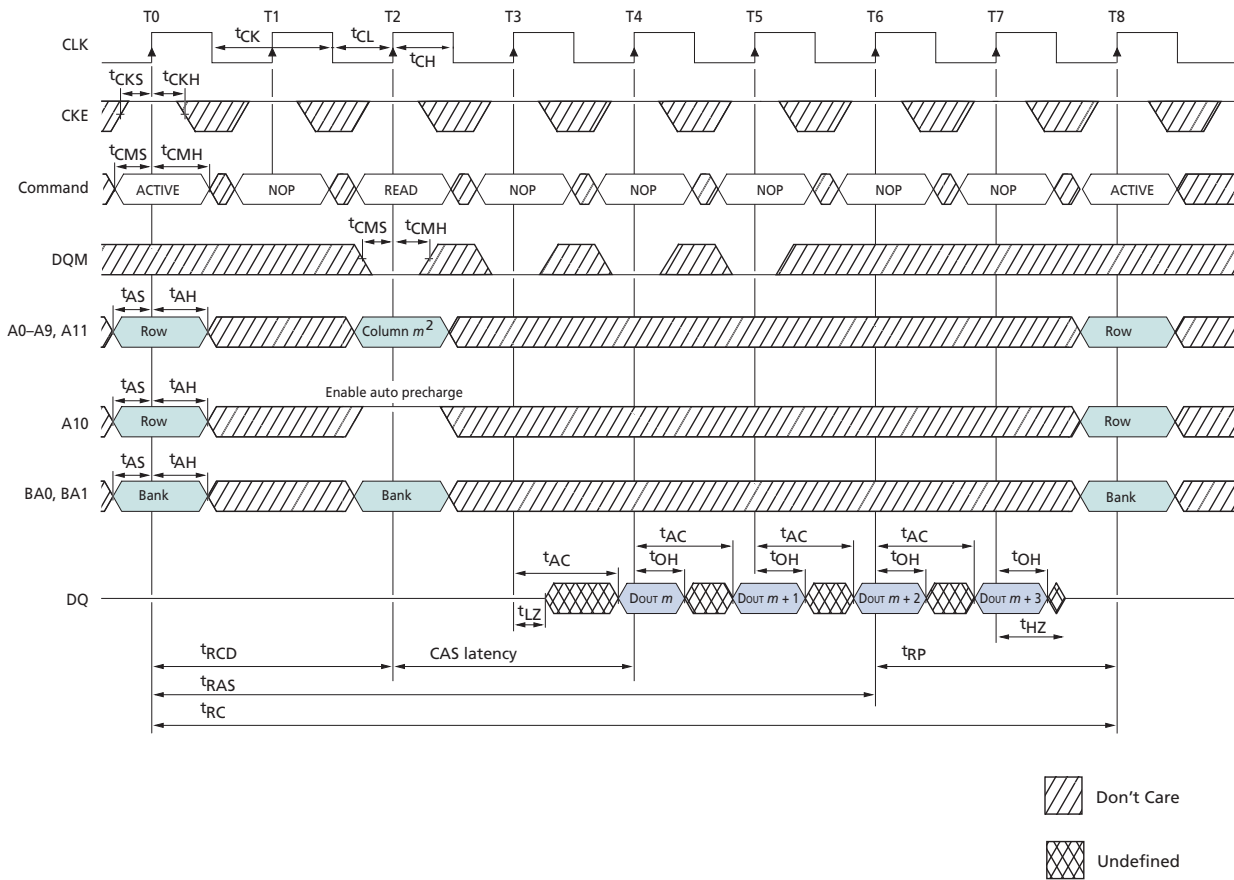 T0 T1 T2 T3 T4 T5 T6 T7 T8
CLK tCK tCL tCH
tCKS tCKH
CKE
tCMS tCMH
Command ACTIVE NOP READ NOP NOP NOP NOP NOP ACTIVE
tCMS tCMH
DQM
tAS tAH
A0–A9, A11 Row Column m2 Row
tAS tAH Enable auto precharge
A10 Row Row
tAS tAH
BA0, BA1 Bank Bank Bank
tAC tAC tAC tAC
tOH tOH tOH tOH
DQ DOUT m DOUT m + 1 DOUT m + 2 DOUT m + 3
tLZ tHZ
tRCD CAS latency tRP
tRAS
tRC
Don't Care
Undefined